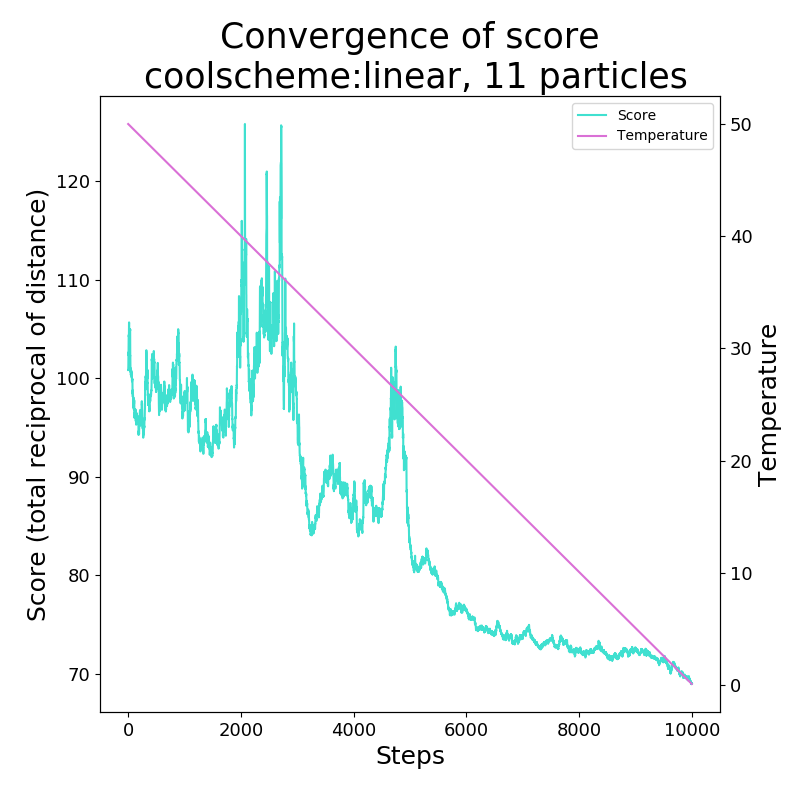 Convergence of score
coolscheme:linear, 11 particles
Score
Temperature
Score (total reciprocal of distance)
120
110
100
90
80
70
50
40
30
20
10
0
Temperature
0
2000
4000
6000
8000
10000
Steps